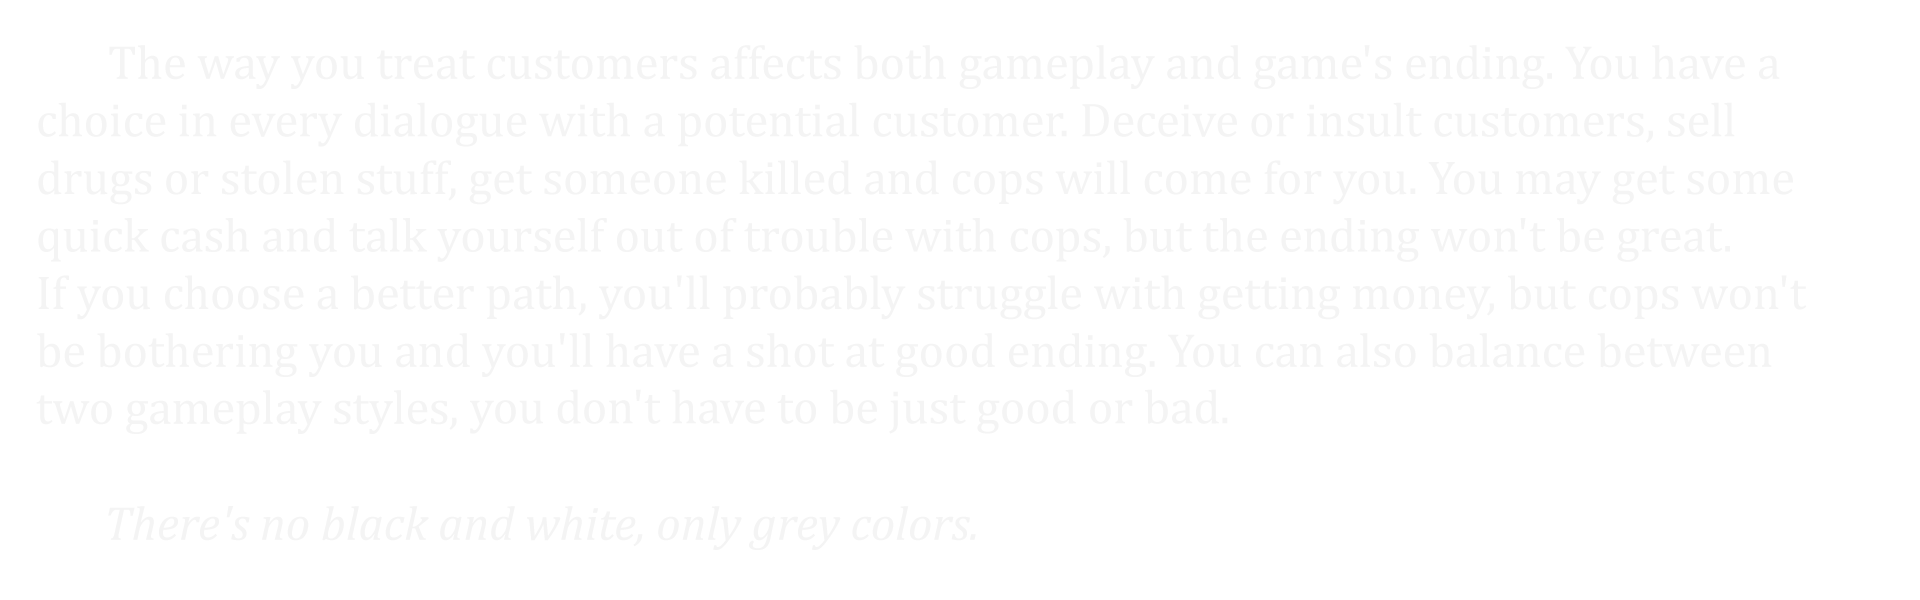 The way you treat customers affects both gameplay and game's ending. You have a
choice in every dialogue with a potential customer. Deceive or insult customers, sell
drugs or stolen stuff, get someone killed and cops will come for you. You may get some
quick cash and talk yourself out of trouble with cops, but the ending won't be great.
If you choose a better path, you'll probably struggle with getting money, but cops won't
be bothering you and you'll have a shot at good ending. You can also balance between
two gameplay styles, you don't have to be just good or bad.
There's no black and white, only grey colors.